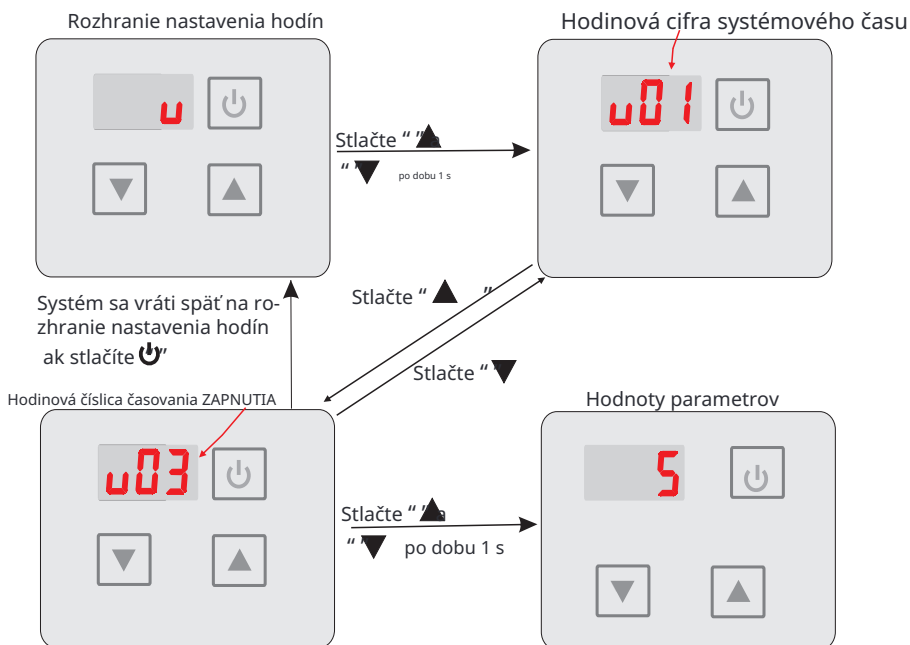 Rozhranie nastavenia hodín
Hodinová cifra systémového času
u
u01
Stlačte “ ▲ ” a
“ ▼ ”
po dobu 1 s
Systém sa vráti späť na ro-
zhranie nastavenia hodín
ak stlačíte “⏻”
Stlačte “ ▲ ”
Stlačte “ ▼ ”
Hodinová číslica časovania ZAPNUTIA
Hodnoty parametrov
u03
5
Stlačte “ ▲ ” a
“ ▼ ” po dobu 1 s